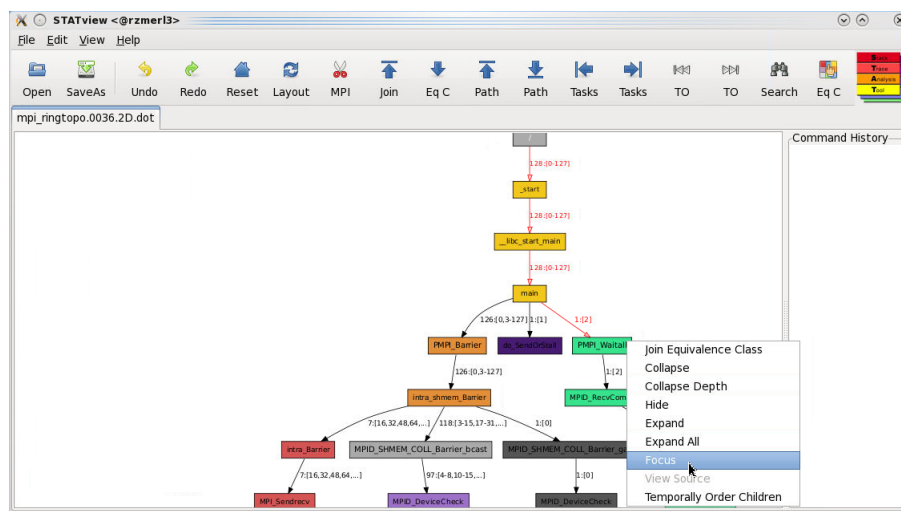 STATview <@rzmerl3>
File Edit View Help
Open SaveAs Undo Redo Reset Layout MPI Join Eq C Path Path Tasks Tasks TO TO Search Eq C
Trace
Analysis
Tool
mpi_ringtopo.0036.2D.dot
Command History
/
128:[0-127]
_start
128:[0-127]
__libc_start_main
128:[0-127]
main
126:[0,3-127] 1:[1] 1:[2]
PMPI_Barrier do_SendOrStall PMPI_Waitall
126:[0,3-127] 1:[2]
intra_shmem_Barrier MPID_RecvCom
7:[16,32,48,64,...] 118:[3-15,17-31,...] 1:[0]
intra_Barrier MPID_SHMEM_COLL_Barrier_bcast MPID_SHMEM_COLL_Barrier_ga
7:[16,32,48,64,...] 97:[4-8,10-15,...] 1:[0]
MPI_Sendrecv MPID_DeviceCheck MPID_DeviceCheck
Join Equivalence Class
Collapse
Collapse Depth
Hide
Expand
Expand All
Focus
View Source
Temporally Order Children